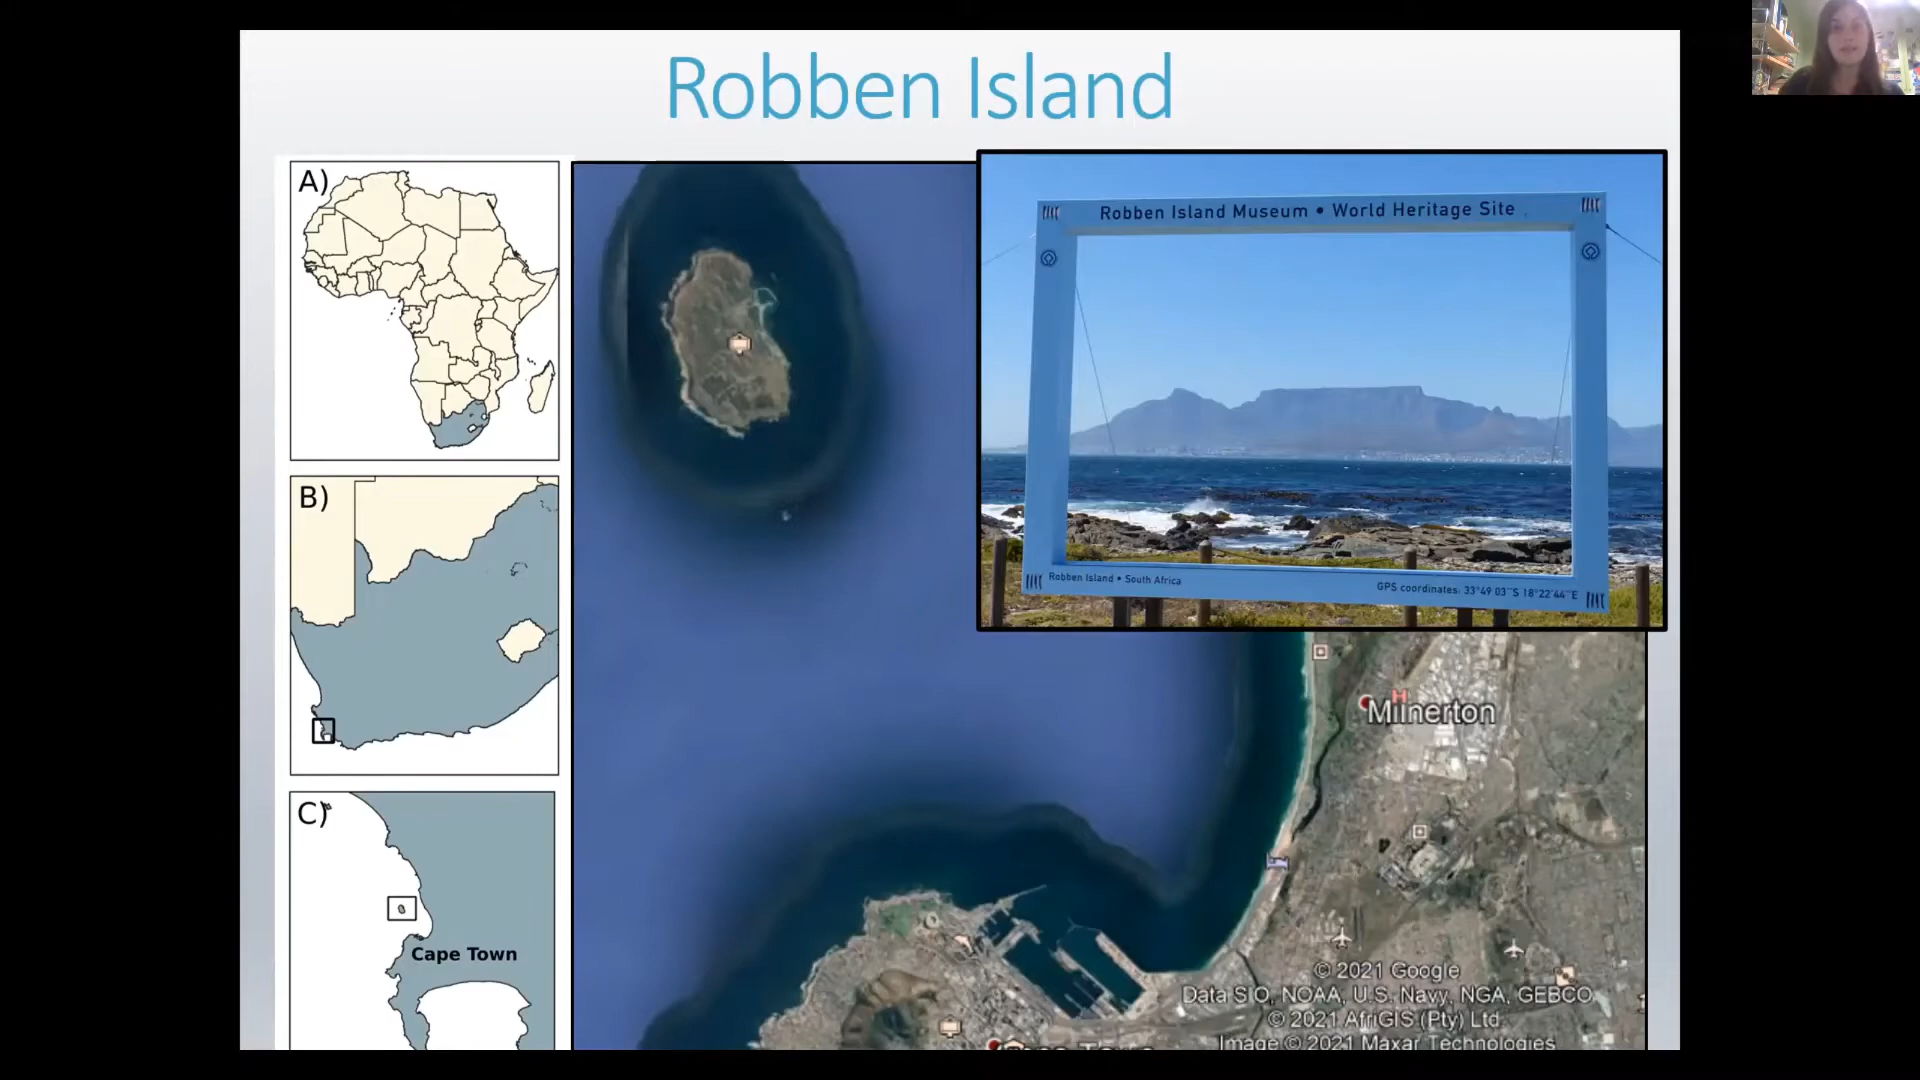 Robben Island
A)
Robben Island Museum • World Heritage Site
Robben Island • South Africa
GPS coordinates: 33°49 03''S 18°22'44''E
B)
Milnerton
C)
Cape Town
© 2021 Google
Data SIO, NOAA, U.S. Navy, NGA, GEBCO
© 2021 AfriGIS (Pty) Ltd
Image © 2021 Maxar Technologies